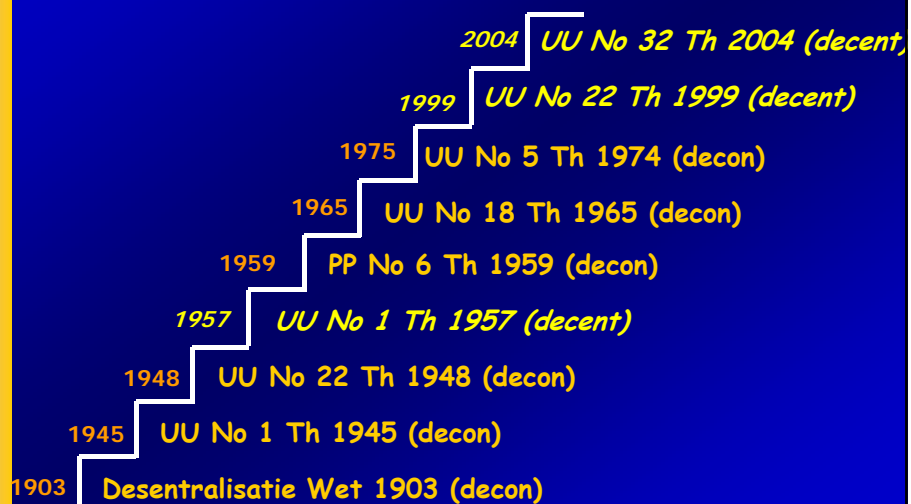 2004 UU No 32 Th 2004 (decent)
1999 UU No 22 Th 1999 (decent)
1975 UU No 5 Th 1974 (decon)
1965 UU No 18 Th 1965 (decon)
1959 PP No 6 Th 1959 (decon)
1957 UU No 1 Th 1957 (decent)
1948 UU No 22 Th 1948 (decon)
1945 UU No 1 Th 1945 (decon)
1903 Desentralisatie Wet 1903 (decon)